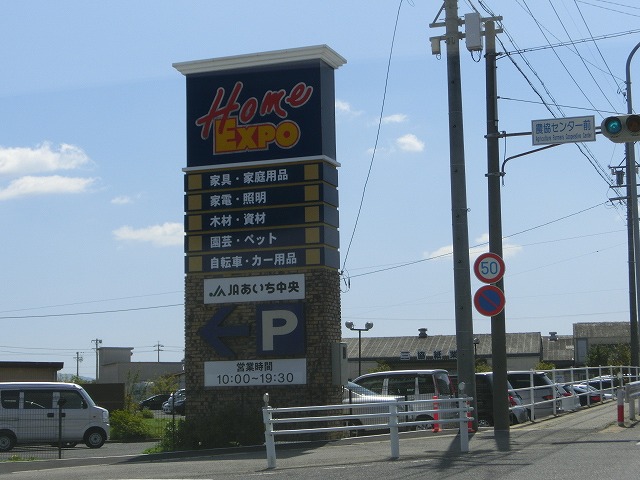 Home
EXPO
家具・家庭用品
家電・照明
木材・資材
園芸・ペット
自転車・カー用品
JAあいち中央
P
営業時間
10:00~19:30
農協センター前
50